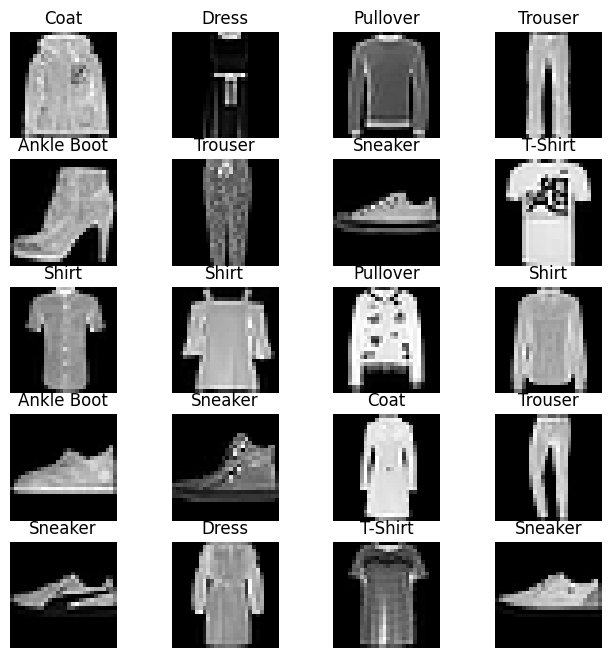 Coat Dress Pullover Trouser
Ankle Boot Trouser Sneaker T-Shirt
Shirt Shirt Pullover Shirt
Ankle Boot Sneaker Coat Trouser
Sneaker Dress T-Shirt Sneaker